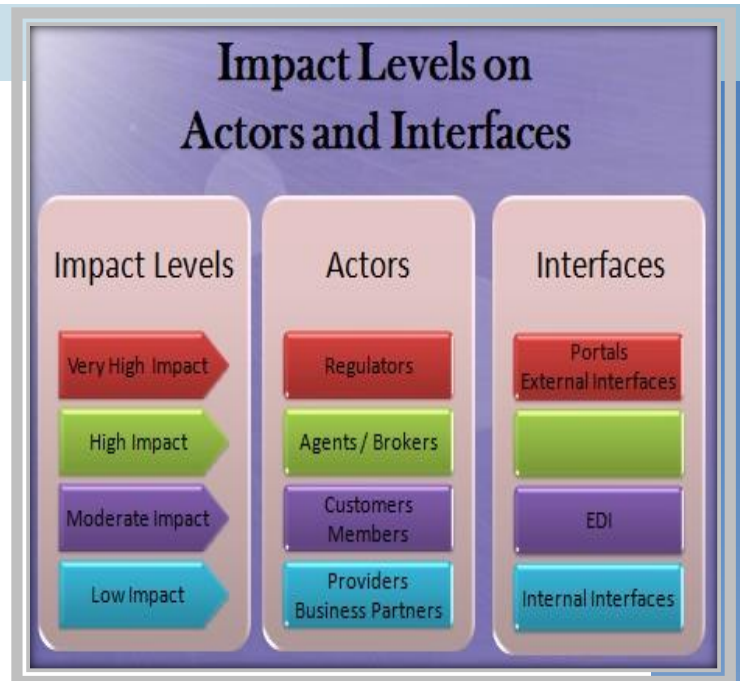 Impact Levels on
Actors and Interfaces
Impact Levels
Very High Impact
High Impact
Moderate Impact
Low Impact
Actors
Regulators
Agents / Brokers
Customers
Members
Providers
Business Partners
Interfaces
Portals
External Interfaces
EDI
Internal Interfaces